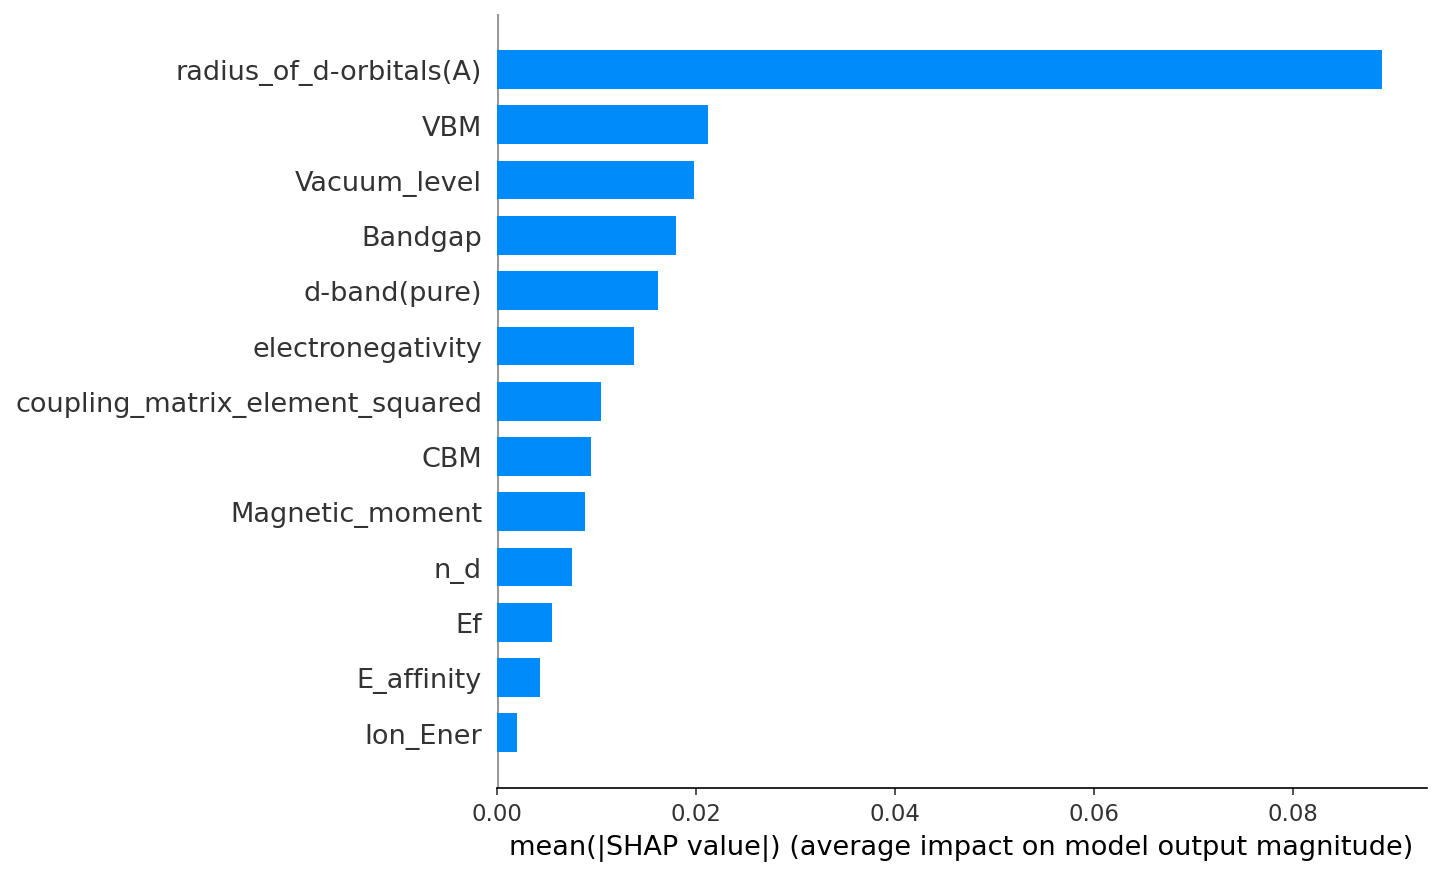 radius_of_d-orbitals(A)
VBM
Vacuum_level
Bandgap
d-band(pure)
electronegativity
coupling_matrix_element_squared
CBM
Magnetic_moment
n_d
Ef
E_affinity
Ion_Ener
0.00 0.02 0.04 0.06 0.08
mean(|SHAP value|) (average impact on model output magnitude)